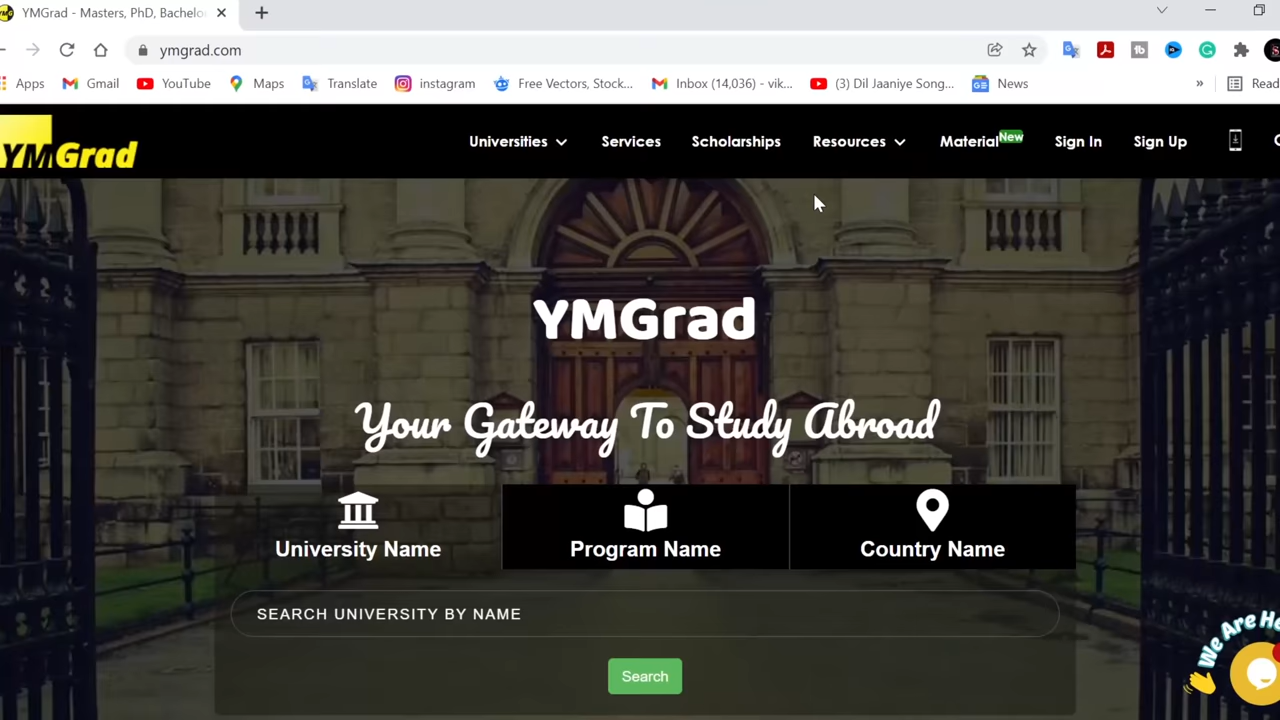 YMGrad - Masters, PhD, Bachelo
ymgrad.com
Apps Gmail YouTube Maps Translate instagram Free Vectors, Stock... Inbox (14,036) - vik... (3) Dil Jaaniye Song... News » Read
YMGrad Universities Services Scholarships Resources Material New Sign In Sign Up
YMGrad
Your Gateway To Study Abroad
University Name Program Name Country Name
SEARCH UNIVERSITY BY NAME
We Are He
Search